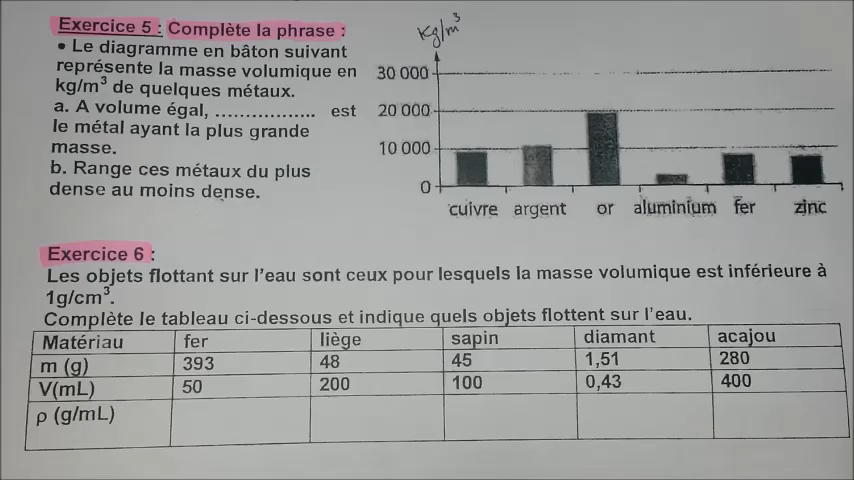 Exercice 5 : Complète la phrase :
• Le diagramme en bâton suivant
représente la masse volumique en
kg/m³ de quelques métaux.
a. A volume égal, ................. est
le métal ayant la plus grande
masse.
b. Range ces métaux du plus
dense au moins dense.
Kg/m³
30 000
20 000
10 000
0
cuivre argent or aluminium fer zinc
Exercice 6 :
Les objets flottant sur l'eau sont ceux pour lesquels la masse volumique est inférieure à
1g/cm³.
Complète le tableau ci-dessous et indique quels objets flottent sur l'eau.
Matériau fer liège sapin diamant acajou
m (g) 393 48 45 1,51 280
V(mL) 50 200 100 0,43 400
ρ (g/mL)